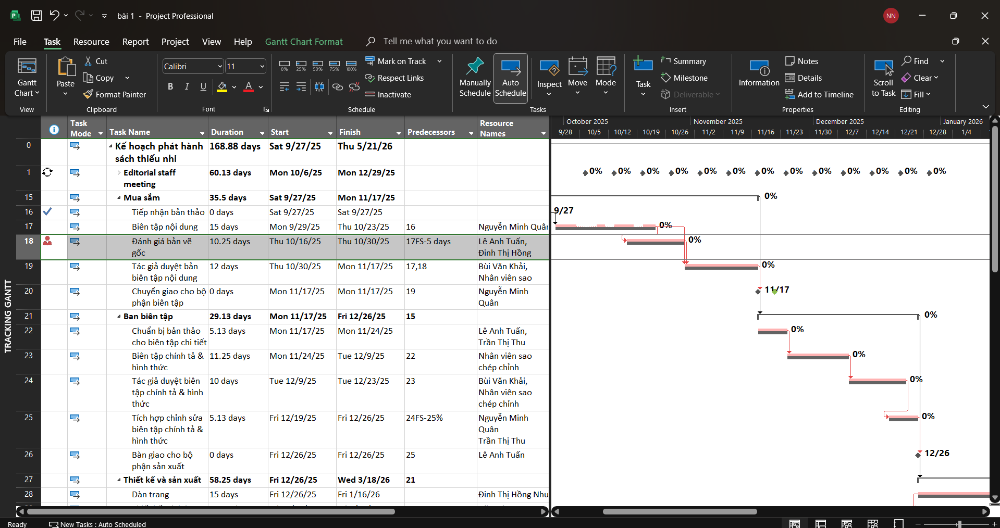 bài 1 - Project Professional
NN
File Task Resource Report Project View Help Gantt Chart Format Tell me what you want to do
Gantt Chart
View
Paste
Cut
Copy
Format Painter
Clipboard
Calibri 11
B I U A
Font
0% 25% 50% 75% 100%
Mark on Track
Respect Links
Inactivate
Schedule
Manually Schedule
Auto Schedule
Inspect
Move
Mode
Tasks
Task
Summary
Milestone
Deliverable
Insert
Information
Notes
Details
Add to Timeline
Properties
Scroll to Task
Find
Clear
Fill
Editing
Task Mode Task Name Duration Start Finish Predecessors Resource Names
October 2025 November 2025 December 2025 January 2026
9/28 10/5 10/12 10/19 10/26 11/2 11/9 11/16 11/23 11/30 12/7 12/14 12/21 12/28 1/4
TRACKING GANTT
0 Kế hoạch phát hành sách thiếu nhi 168.88 days Sat 9/27/25 Thu 5/21/26
1 Editorial staff meeting 60.13 days Mon 10/6/25 Mon 12/29/25
0% 0% 0% 0% 0% 0% 0% 0% 0% 0% 0% 0% 0%
15 Mua sắm 35.5 days Sat 9/27/25 Mon 11/17/25 0%
16 Tiếp nhận bản thảo 0 days Sat 9/27/25 Sat 9/27/25 9/27
17 Biên tập nội dung 15 days Mon 9/29/25 Thu 10/23/25 16 Nguyễn Minh Quân 0%
18 Đánh giá bản vẽ gốc 10.25 days Thu 10/16/25 Thu 10/30/25 17FS-5 days Lê Anh Tuấn, Đinh Thị Hồng 0%
19 Tác giả duyệt bản biên tập nội dung 12 days Thu 10/30/25 Mon 11/17/25 17,18 Bùi Văn Khải, Nhân viên sao 0%
20 Chuyển giao cho bộ phận biên tập 0 days Mon 11/17/25 Mon 11/17/25 19 Nguyễn Minh Quân 11/17
21 Ban biên tập 29.13 days Mon 11/17/25 Fri 12/26/25 15 0%
22 Chuẩn bị bản thảo cho biên tập chi tiết 5.13 days Mon 11/17/25 Mon 11/24/25 Lê Anh Tuấn, Trần Thị Thu 0%
23 Biên tập chính tả & hình thức 11.25 days Mon 11/24/25 Tue 12/9/25 22 Nhân viên sao chép chỉnh 0%
24 Tác giả duyệt biên tập chính tả & hình thức 10 days Tue 12/9/25 Tue 12/23/25 23 Bùi Văn Khải, Nhân viên sao chép chỉnh 0%
25 Tích hợp chỉnh sửa biên tập chính tả & hình thức 5.13 days Fri 12/19/25 Fri 12/26/25 24FS-25% Nguyễn Minh Quân Trần Thị Thu 0%
26 Bàn giao cho bộ phận sản xuất 0 days Fri 12/26/25 Fri 12/26/25 25 Lê Anh Tuấn 12/26
27 Thiết kế và sản xuất 58.25 days Fri 12/26/25 Wed 3/18/26 21
28 Dàn trang 15 days Fri 12/26/25 Fri 1/16/26 Đinh Thị Hồng Nhu
Ready New Tasks : Auto Scheduled